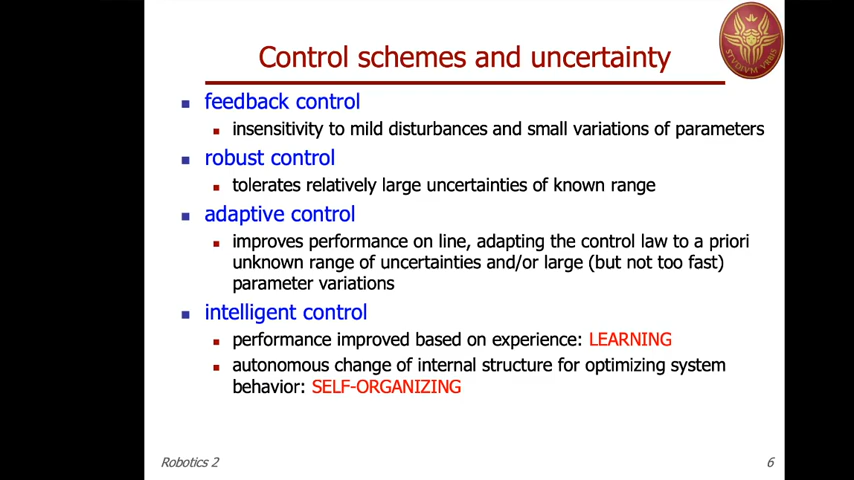 Control schemes and uncertainty
STVDIVM VRBIS
feedback control
insensitivity to mild disturbances and small variations of parameters
robust control
tolerates relatively large uncertainties of known range
adaptive control
improves performance on line, adapting the control law to a priori
unknown range of uncertainties and/or large (but not too fast)
parameter variations
intelligent control
performance improved based on experience: LEARNING
autonomous change of internal structure for optimizing system
behavior: SELF-ORGANIZING
Robotics 2
6